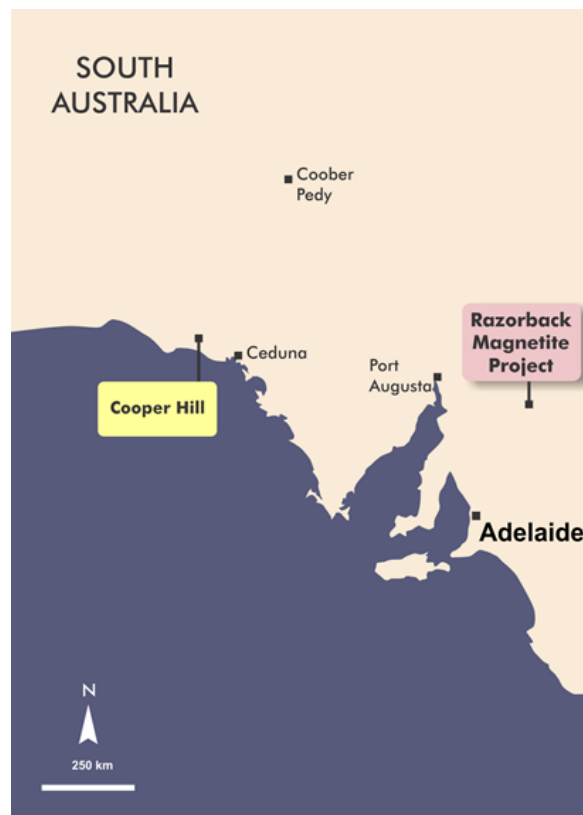 SOUTH
AUSTRALIA
Coober
Pedy
Razorback
Magnetite
Project
Ceduna
Port
Augusta
Cooper Hill
Adelaide
N
250 km